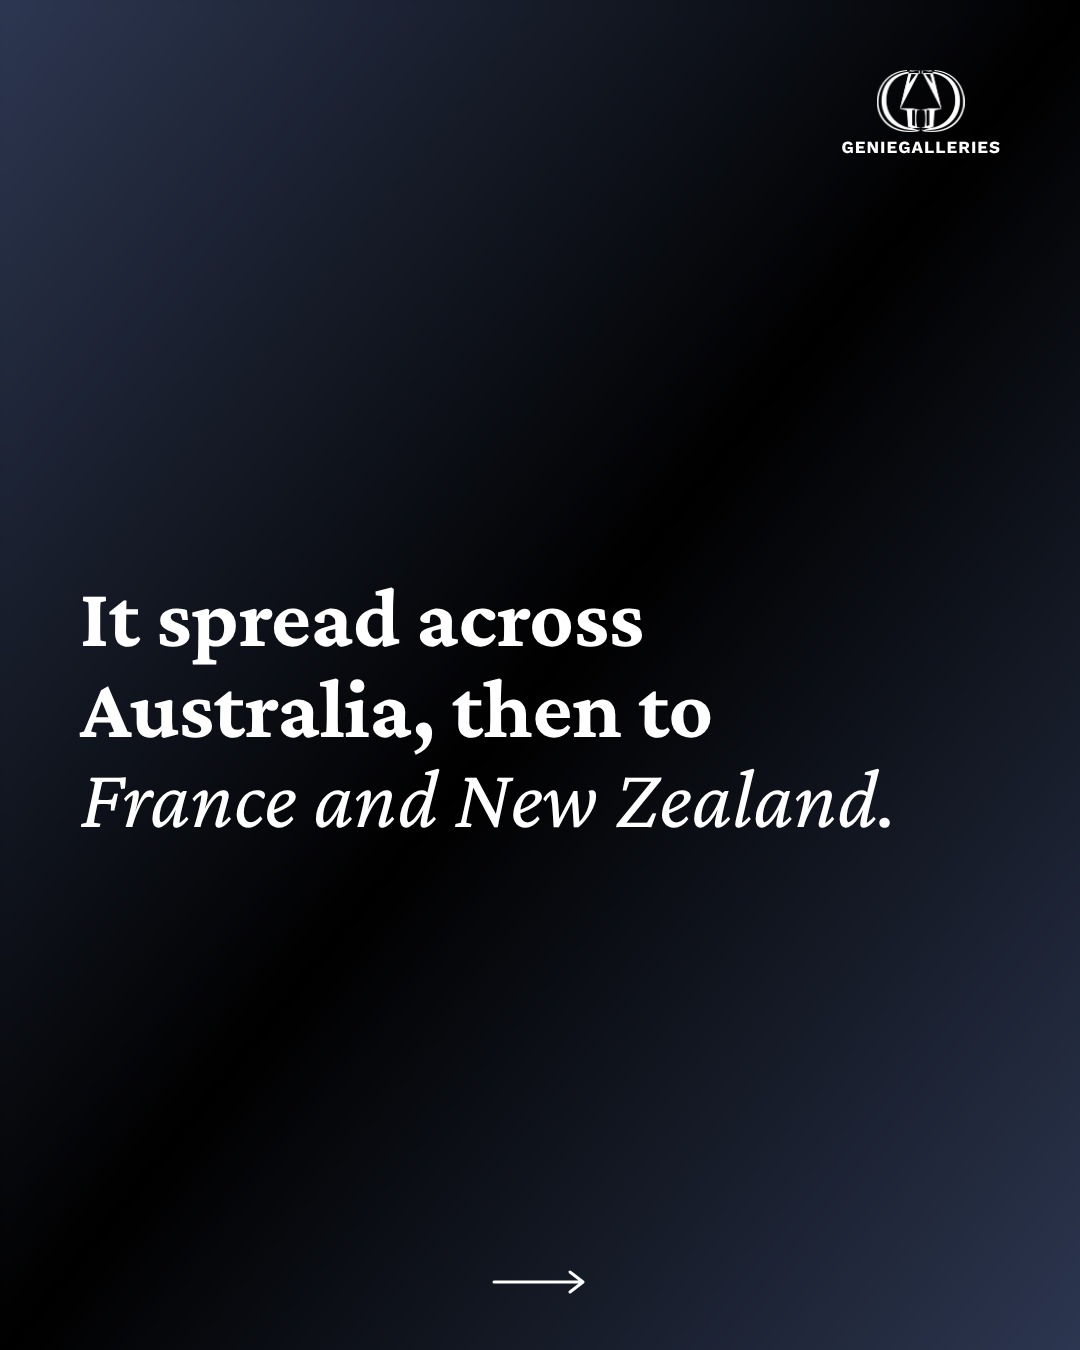 GENIEGALLERIES
It spread across
Australia, then to
France and New Zealand.